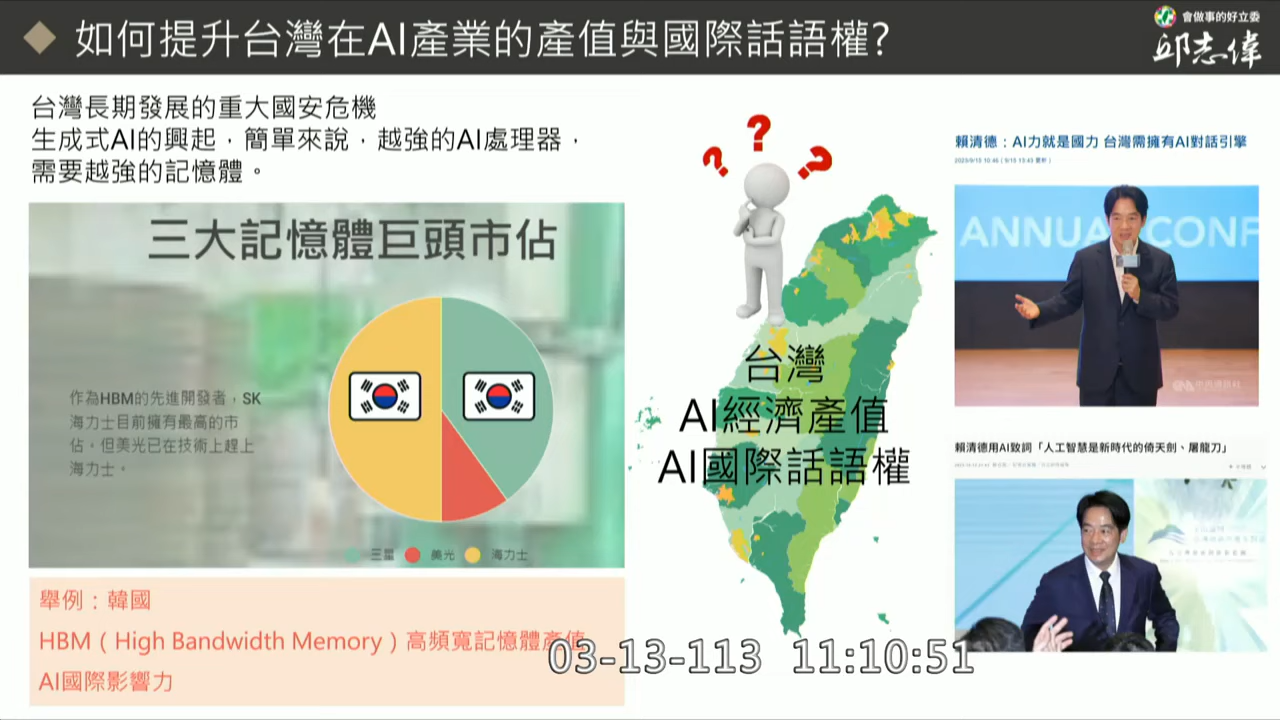 如何提升台灣在AI產業的產值與國際話語權?
會做事的好立委
邱志偉
台灣長期發展的重大國安危機
生成式AI的興起，簡單來說，越強的AI處理器，
需要越強的記憶體。
三大記憶體巨頭市佔
作為HBM的先進開發者，SK
海力士目前擁有最高的市
佔，但美光已在技術上趕上
海力士。
三星 美光 海力士
舉例：韓國
HBM（High Bandwidth Memory）高頻寬記憶體產值
AI國際影響力
台灣
AI經濟產值
AI國際話語權
賴清德：AI力就是國力 台灣需擁有AI對話引擎
ANNUAL CONF
CNA 中央通訊社
賴清德用AI致詞「人工智慧是新時代的倚天劍、屠龍刀」
03-13-113 11:10:51